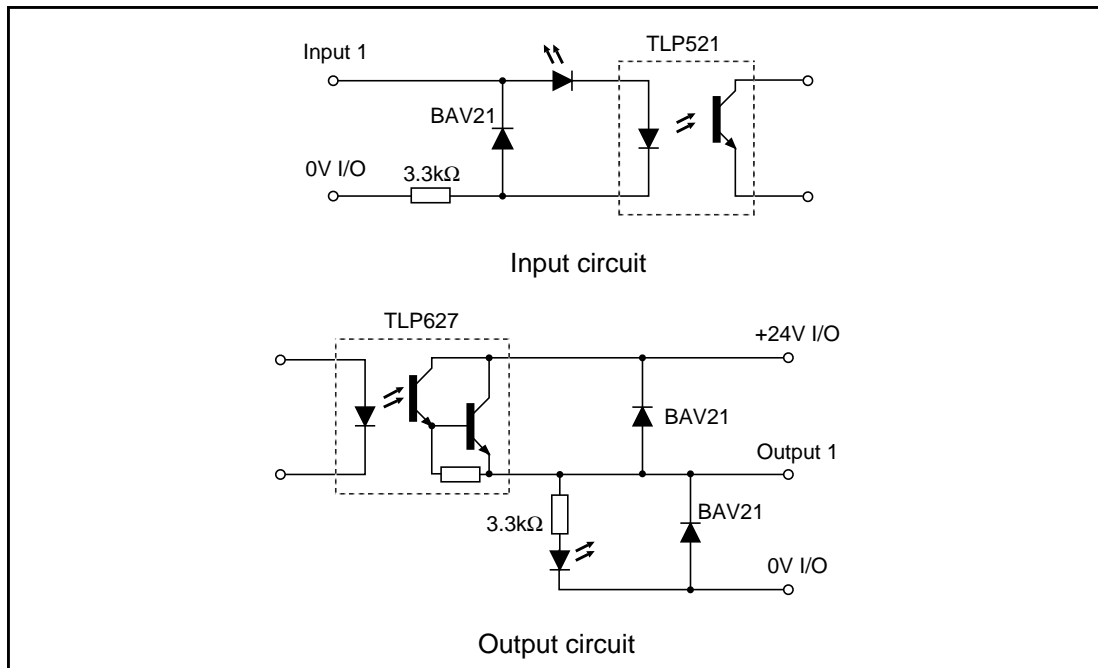 TLP521
Input 1
BAV21
0V I/O
3.3kΩ
Input circuit
TLP627
+24V I/O
BAV21
Output 1
3.3kΩ
BAV21
0V I/O
Output circuit